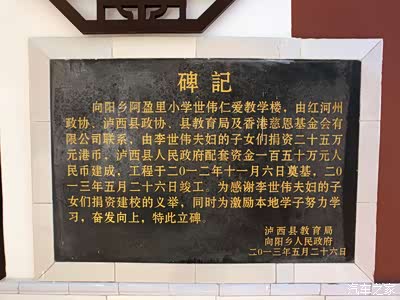 碑記
向阳乡阿盈里小学世伟仁爱教学楼，由红河州
政协、泸西县政协、县教育局及香港慈恩基金会有
限公司联系，由李世伟夫妇的子女们捐资二十五万
元港币，泸西县人民政府配套资金一百五十万元人
民币建成，工程于二〇一二年十一月六日奠基，二〇
一三年五月二十六日竣工。为感谢李世伟夫妇的子
女们捐资建校的义举，同时为激励本地学子努力学
习，奋发向上，特此立碑。
泸西县教育局
向阳乡人民政府
二〇一三年五月二十六日
汽车之家